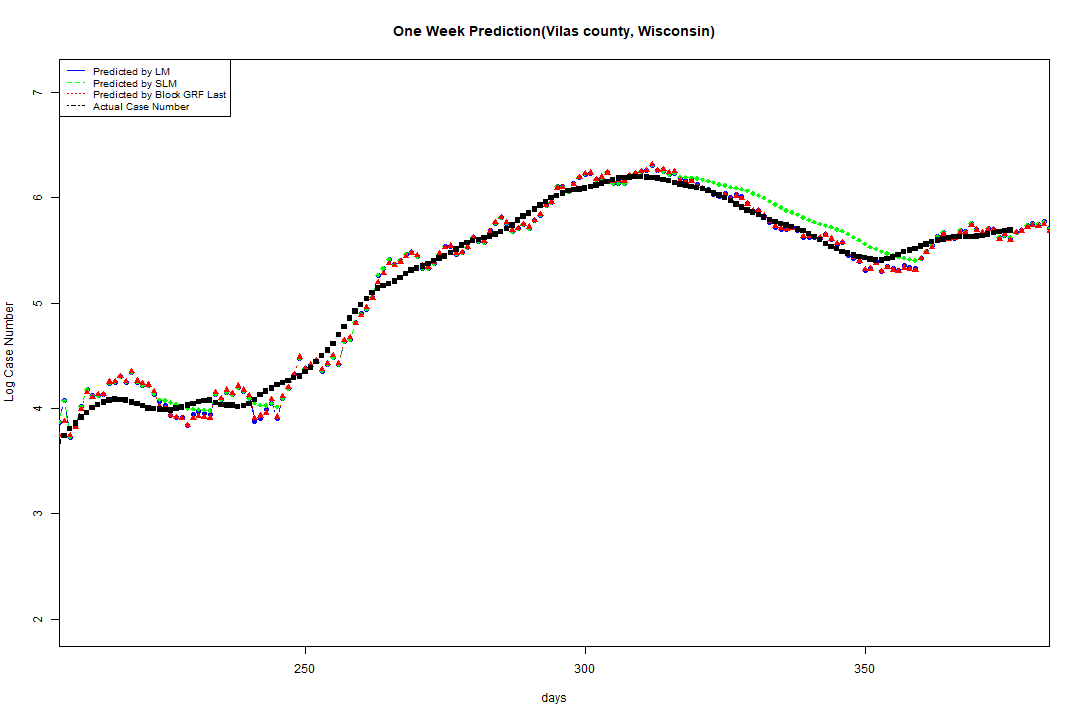 One Week Prediction(Vilas county, Wisconsin)
Predicted by LM
Predicted by SLM
Predicted by Block GRF Last
Actual Case Number
7
6
5
4
3
2
Log Case Number
250
300
350
days